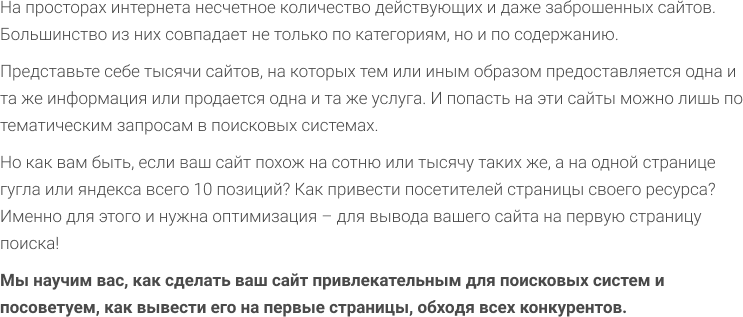 На просторах интернета несчетное количество действующих и даже заброшенных сайтов.
Большинство из них совпадает не только по категориям, но и по содержанию.
Представьте себе тысячи сайтов, на которых тем или иным образом предоставляется одна и
та же информация или продается одна и та же услуга. И попасть на эти сайты можно лишь по
тематическим запросам в поисковых системах.
Но как вам быть, если ваш сайт похож на сотню или тысячу таких же, а на одной странице
гугла или яндекса всего 10 позиций? Как привести посетителей страницы своего ресурса?
Именно для этого и нужна оптимизация – для вывода вашего сайта на первую страницу
поиска!
Мы научим вас, как сделать ваш сайт привлекательным для поисковых систем и
посоветуем, как вывести его на первые страницы, обходя всех конкурентов.